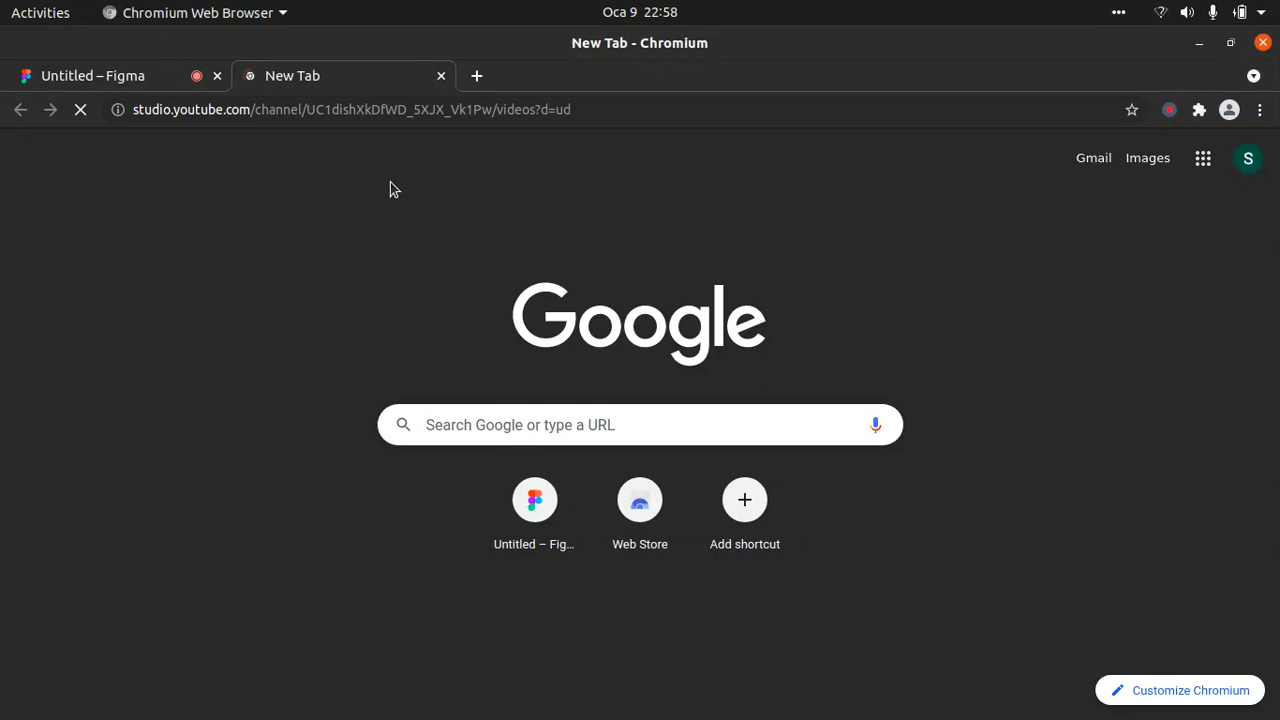 Activities Chromium Web Browser Oca 9 22:58
New Tab - Chromium
Untitled – Figma New Tab
studio.youtube.com/channel/UC1dishXkDfWD_5XJX_Vk1Pw/videos?d=ud
Gmail Images S
Google
Search Google or type a URL
Untitled – Fig... Web Store Add shortcut
Customize Chromium